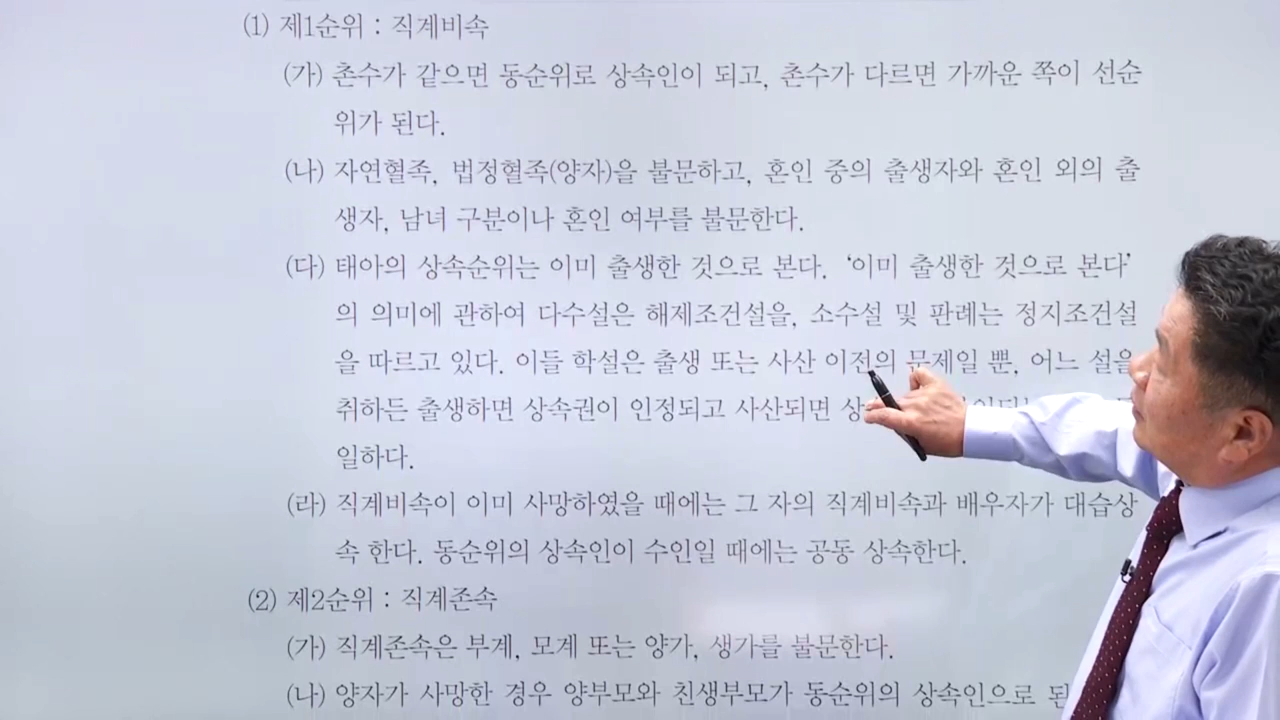 (1) 제1순위 : 직계비속
(가) 촌수가 같으면 동순위로 상속인이 되고, 촌수가 다르면 가까운 쪽이 선순
위가 된다.
(나) 자연혈족, 법정혈족(양자)을 불문하고, 혼인 중의 출생자와 혼인 외의 출
생자, 남녀 구분이나 혼인 여부를 불문한다.
(다) 태아의 상속순위는 이미 출생한 것으로 본다. ‘이미 출생한 것으로 본다’
의 의미에 관하여 다수설은 해제조건설을, 소수설 및 판례는 정지조건설
을 따르고 있다. 이들 학설은 출생 또는 사산 이전의 문제일 뿐, 어느 설을
취하든 출생하면 상속권이 인정되고 사산되면
일하다.
(라) 직계비속이 이미 사망하였을 때에는 그 자의 직계비속과 배우자가 대습상
속 한다. 동순위의 상속인이 수인일 때에는 공동 상속한다.
(2) 제2순위 : 직계존속
(가) 직계존속은 부계, 모계 또는 양가, 생가를 불문한다.
(나) 양자가 사망한 경우 양부모와 친생부모가 동순위의 상속인으로